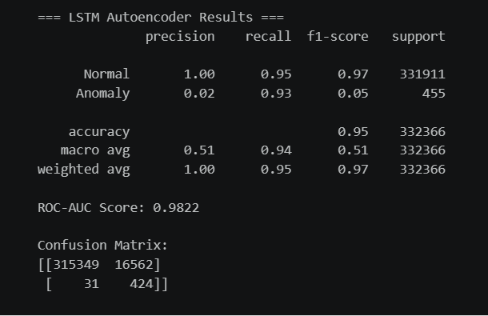 === LSTM Autoencoder Results ===
precision recall f1-score support
Normal 1.00 0.95 0.97 331911
Anomaly 0.02 0.93 0.05 455
accuracy 0.95 332366
macro avg 0.51 0.94 0.51 332366
weighted avg 1.00 0.95 0.97 332366
ROC-AUC Score: 0.9822
Confusion Matrix:
[[315349 16562]
[ 31 424]]